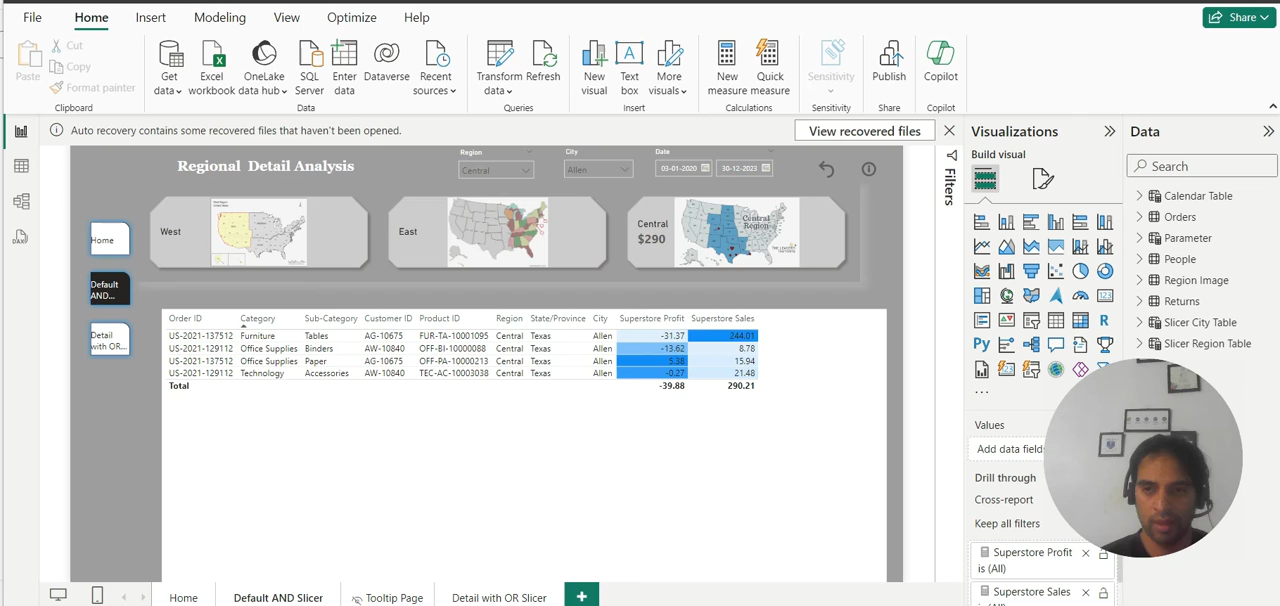 File Home Insert Modeling View Optimize Help Share
Paste Cut Copy Format painter Clipboard
Get data Excel workbook OneLake data hub SQL Server Enter data Dataverse Recent sources Data
Transform data Refresh Queries
New visual Text box More visuals Insert
New measure Quick measure Calculations
Sensitivity Sensitivity
Publish Share
Copilot Copilot
Auto recovery contains some recovered files that haven't been opened. View recovered files
Regional Detail Analysis
Region City Date
Central Allen 03-01-2020 30-12-2023
West East Central $290
Central Region
Home
Default AND...
Detail with OR...
Order ID Category Sub-Category Customer ID Product ID Region State/Province City Superstore Profit Superstore Sales
US-2021-137512 Furniture Tables AG-10675 FUR-TA-10001095 Central Texas Allen -31.37 244.01
US-2021-129112 Office Supplies Binders AW-10840 OFF-BI-10000088 Central Texas Allen -13.62 8.78
US-2021-137512 Office Supplies Paper AG-10675 OFF-PA-10000213 Central Texas Allen 5.38 15.94
US-2021-129112 Technology Accessories AW-10840 TEC-AC-10003038 Central Texas Allen -0.27 21.48
Total -39.88 290.21
Filters
Visualizations
Build visual
R
Py
123
...
Values
Add data fields
Drill through
Cross-report
Keep all filters
Superstore Profit
is (All)
Superstore Sales
Data
Search
Calendar Table
Orders
Parameter
People
Region Image
Returns
Slicer City Table
Slicer Region Table
Home Default AND Slicer Tooltip Page Detail with OR Slicer